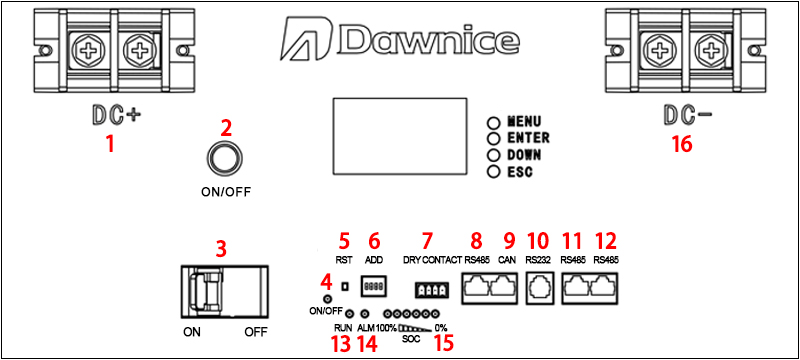 Dawnice
DC+
1
DC-
16
MENU
ENTER
DOWN
ESC
2
ON/OFF
3
ON OFF
4
ON/OFF
5 6 7 8 9 10 11 12
RST ADD DRY CONTACT RS485 CAN RS232 RS485 RS485
RUN ALM 100% 0%
SOC
13 14 15